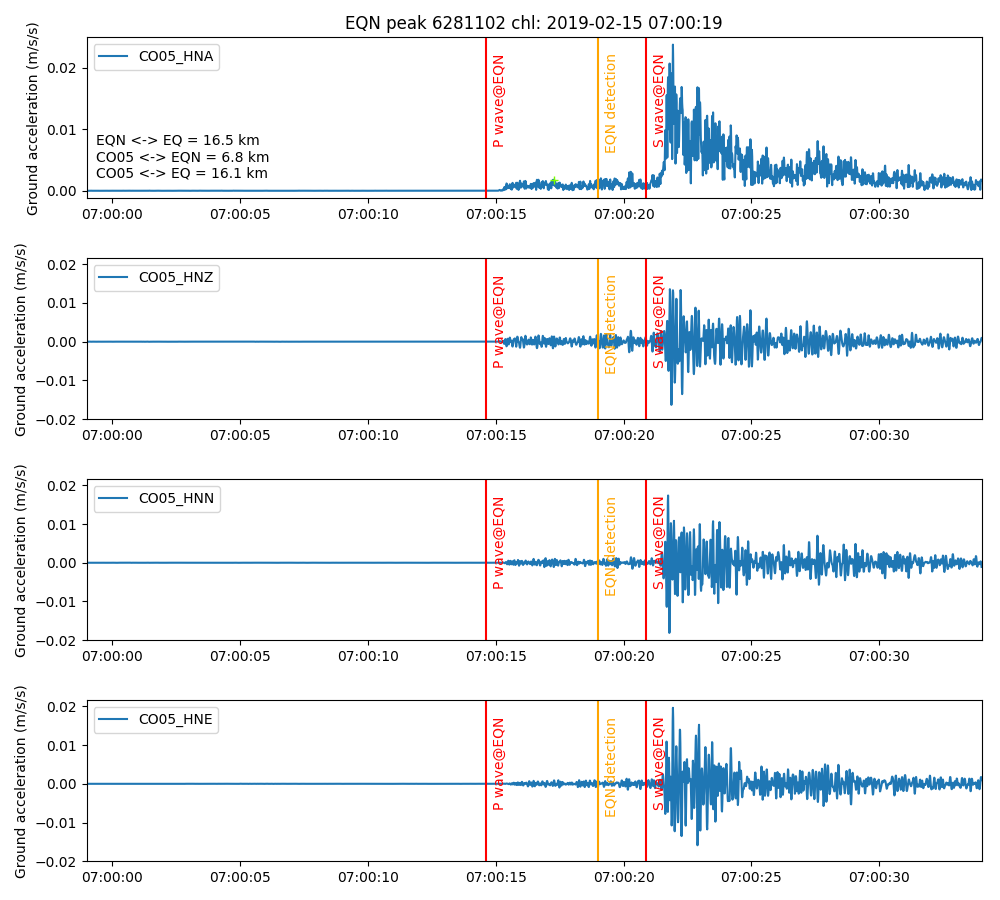 EQN peak 6281102 chl: 2019-02-15 07:00:19
Ground acceleration (m/s/s)
0.02
0.01
0.00
CO05_HNA
EQN <-> EQ = 16.5 km
CO05 <-> EQN = 6.8 km
CO05 <-> EQ = 16.1 km
P wave@EQN
EQN detection
S wave@EQN
07:00:00 07:00:05 07:00:10 07:00:15 07:00:20 07:00:25 07:00:30
Ground acceleration (m/s/s)
0.02
0.01
0.00
−0.01
−0.02
CO05_HNZ
P wave@EQN
EQN detection
S wave@EQN
07:00:00 07:00:05 07:00:10 07:00:15 07:00:20 07:00:25 07:00:30
Ground acceleration (m/s/s)
0.02
0.01
0.00
−0.01
−0.02
CO05_HNN
P wave@EQN
EQN detection
S wave@EQN
07:00:00 07:00:05 07:00:10 07:00:15 07:00:20 07:00:25 07:00:30
Ground acceleration (m/s/s)
0.02
0.01
0.00
−0.01
−0.02
CO05_HNE
P wave@EQN
EQN detection
S wave@EQN
07:00:00 07:00:05 07:00:10 07:00:15 07:00:20 07:00:25 07:00:30